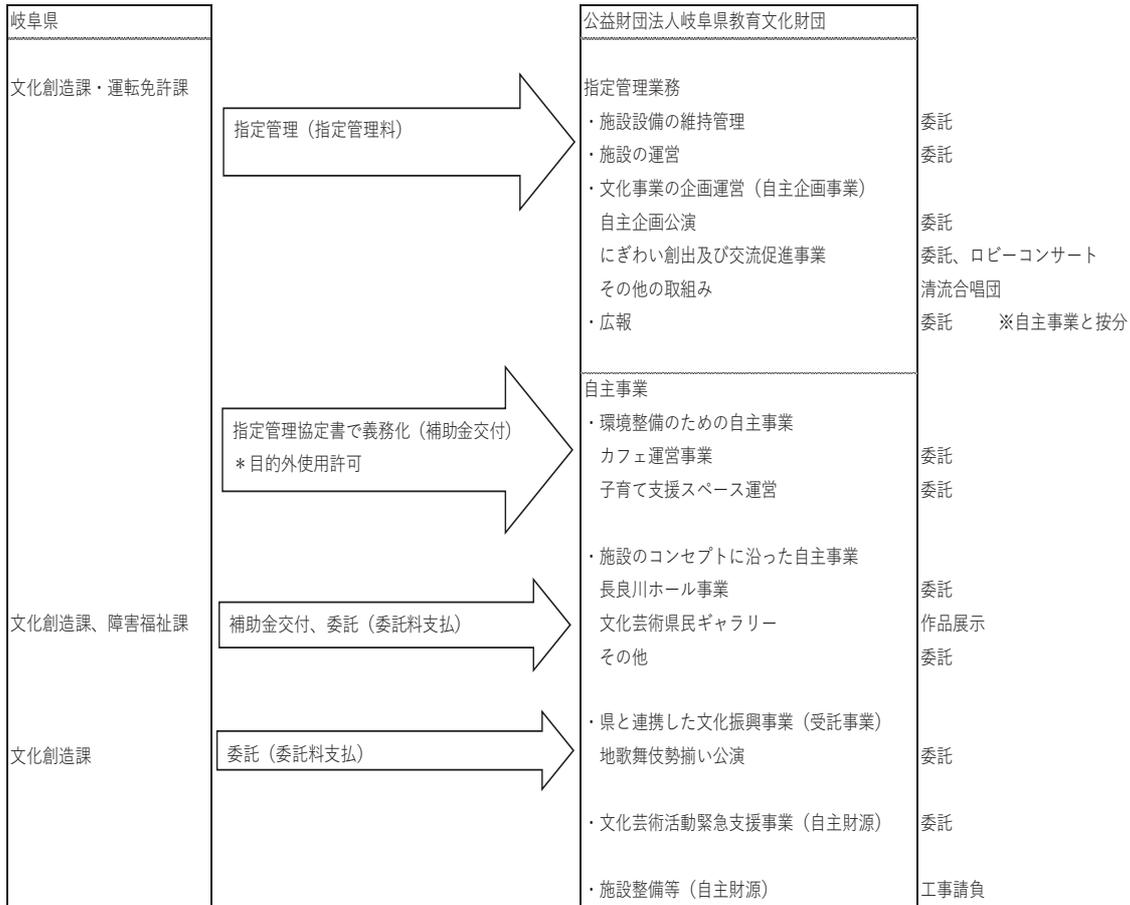 岐阜県
公益財団法人岐阜県教育文化財団
文化創造課・運転免許課
指定管理業務
指定管理（指定管理料）
・施設設備の維持管理 委託
・施設の運営 委託
・文化事業の企画運営（自主企画事業）
自主企画公演 委託
にぎわい創出及び交流促進事業 委託、ロビーコンサート
その他の取組み 清流合唱団
・広報 委託 ※自主事業と按分
自主事業
・環境整備のための自主事業
指定管理協定書で義務化（補助金交付）
＊目的外使用許可
カフェ運営事業 委託
子育て支援スペース運営 委託
・施設のコンセプトに沿った自主事業
長良川ホール事業 委託
文化創造課、障害福祉課
補助金交付、委託（委託料支払）
文化芸術県民ギャラリー 作品展示
その他 委託
・県と連携した文化振興事業（受託事業）
文化創造課
委託（委託料支払）
地歌舞伎勢揃い公演 委託
・文化芸術活動緊急支援事業（自主財源） 委託
・施設整備等（自主財源） 工事請負